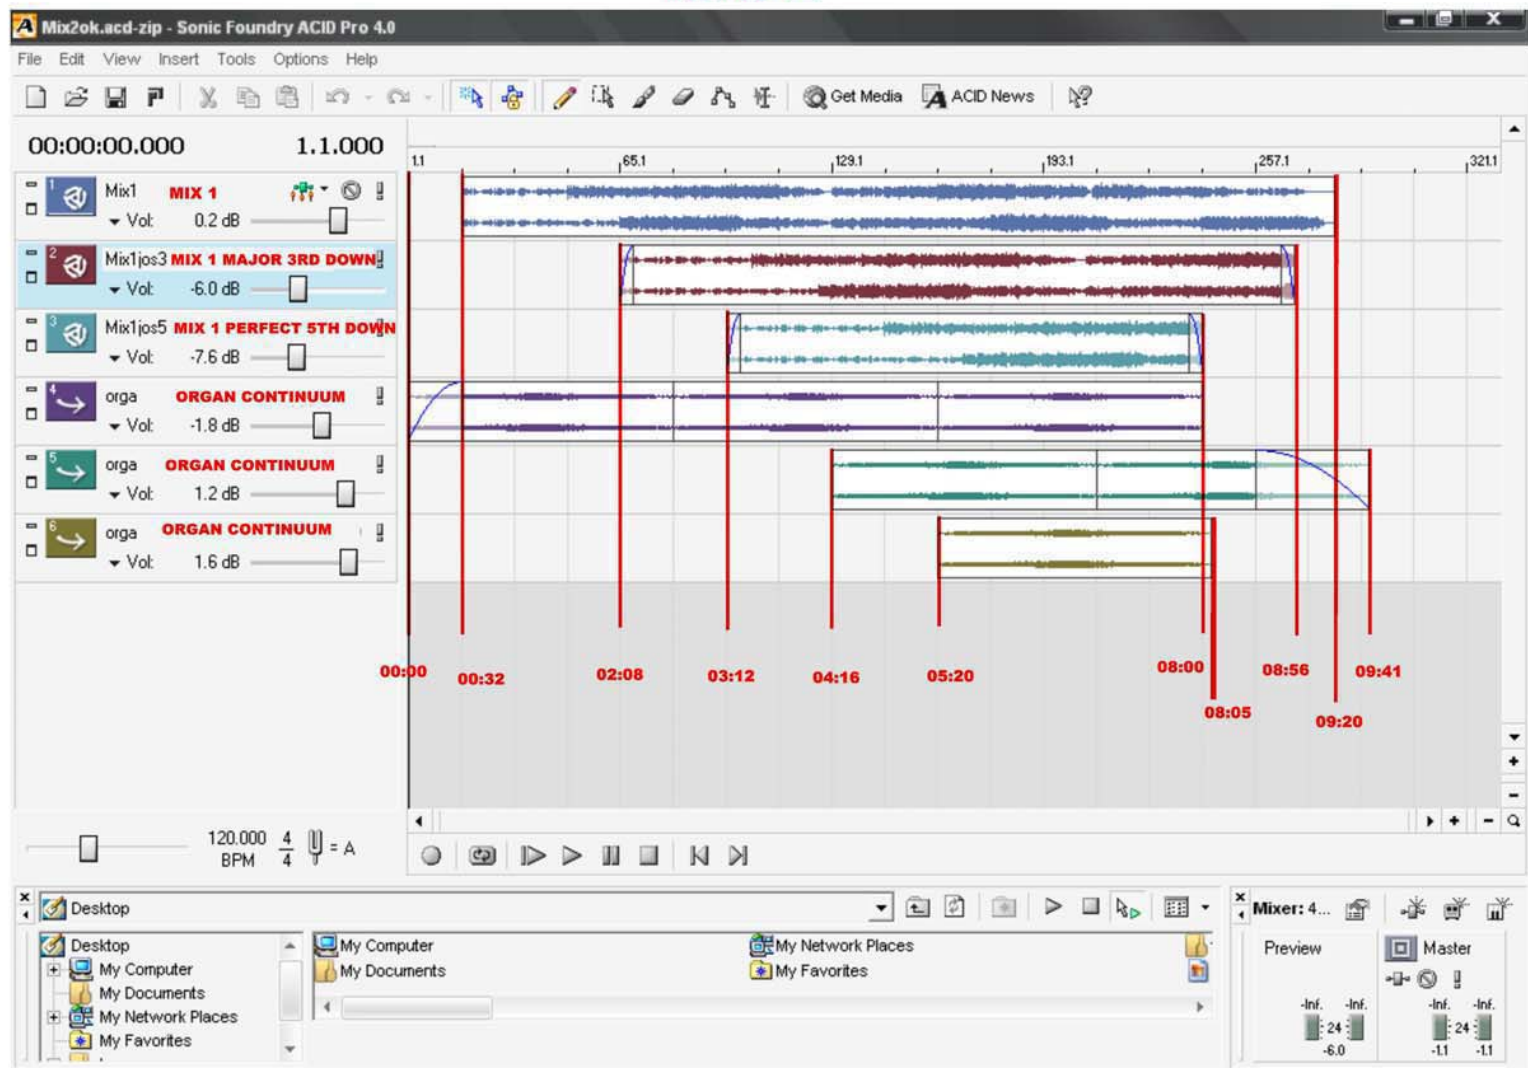 Mix2ok.acd-zip - Sonic Foundry ACID Pro 4.0
File Edit View Insert Tools Options Help
Get Media ACID News
00:00:00.000 1.1.000
1.1 65.1 129.1 193.1 257.1 321.1
1 Mix1 MIX 1
Vol: 0.2 dB
2 Mix1jos3 MIX 1 MAJOR 3RD DOWN
Vol: -6.0 dB
3 Mix1jos5 MIX 1 PERFECT 5TH DOWN
Vol: -7.6 dB
4 orga ORGAN CONTINUUM
Vol: -1.8 dB
5 orga ORGAN CONTINUUM
Vol: 1.2 dB
6 orga ORGAN CONTINUUM
Vol: 1.6 dB
00:00 00:32 02:08 03:12 04:16 05:20 08:00 08:56 09:41
08:05 09:20
120.000 4
BPM 4 = A
Desktop
Mixer: 4...
Desktop
My Computer
My Documents
My Network Places
My Favorites
My Computer My Network Places
My Documents My Favorites
Preview Master
-Inf. -Inf. -Inf. -Inf.
24 24
-6.0 -1.1 -1.1